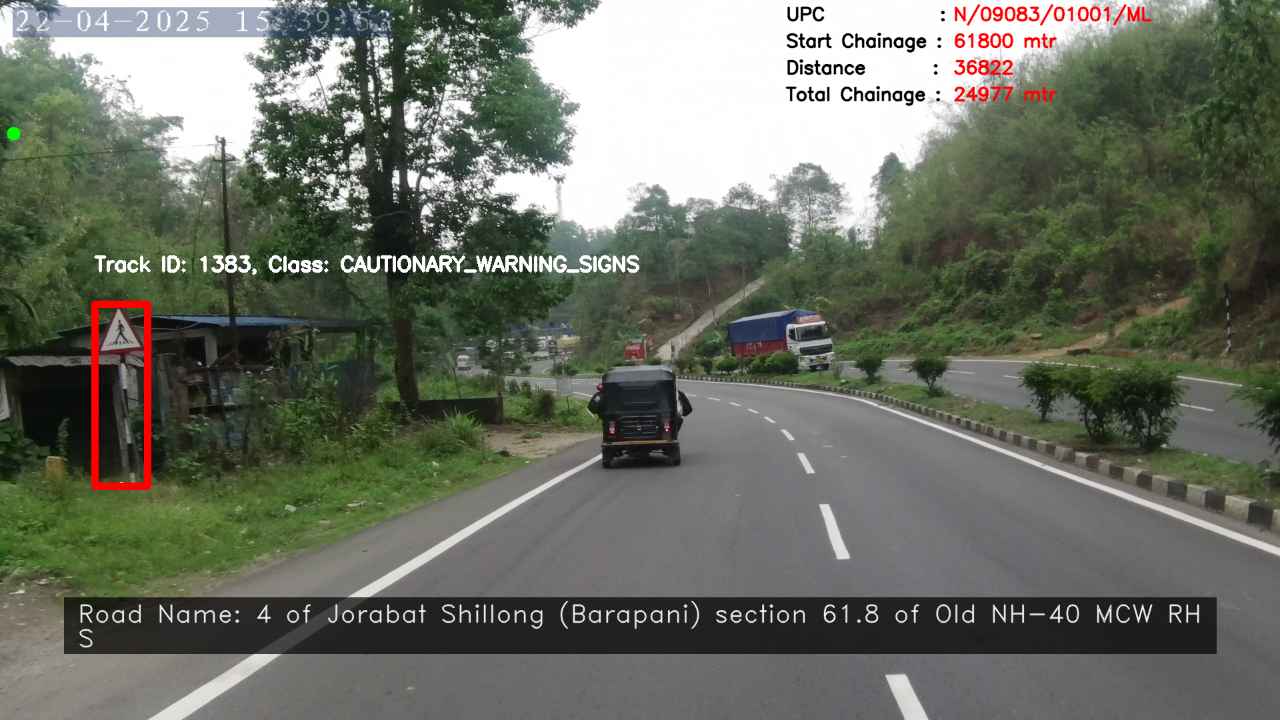 22-04-2025
UPC : N/09083/01001/ML
Start Chainage : 61800 mtr
Distance : 36822
Total Chainage : 24977 mtr
Track ID: 1383, Class: CAUTIONARY_WARNING_SIGNS
Road Name: 4 of Jorabat Shillong (Barapani) section 61.8 of Old NH-40 MCW RH
S